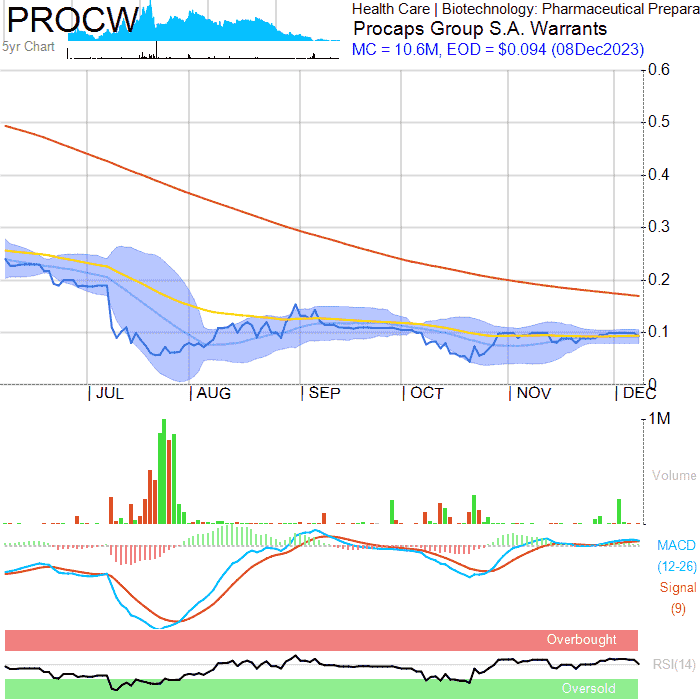 PROCW
Health Care | Biotechnology: Pharmaceutical Prepara
Procaps Group S.A. Warrants
5yr Chart
MC = 10.6M, EOD = $0.094 (08Dec2023)
0.6
0.5
0.4
0.3
0.2
0.1
0
JUL AUG SEP OCT NOV DEC
1M
Volume
MACD
(12-26)
Signal
(9)
Overbought
RSI(14)
Oversold